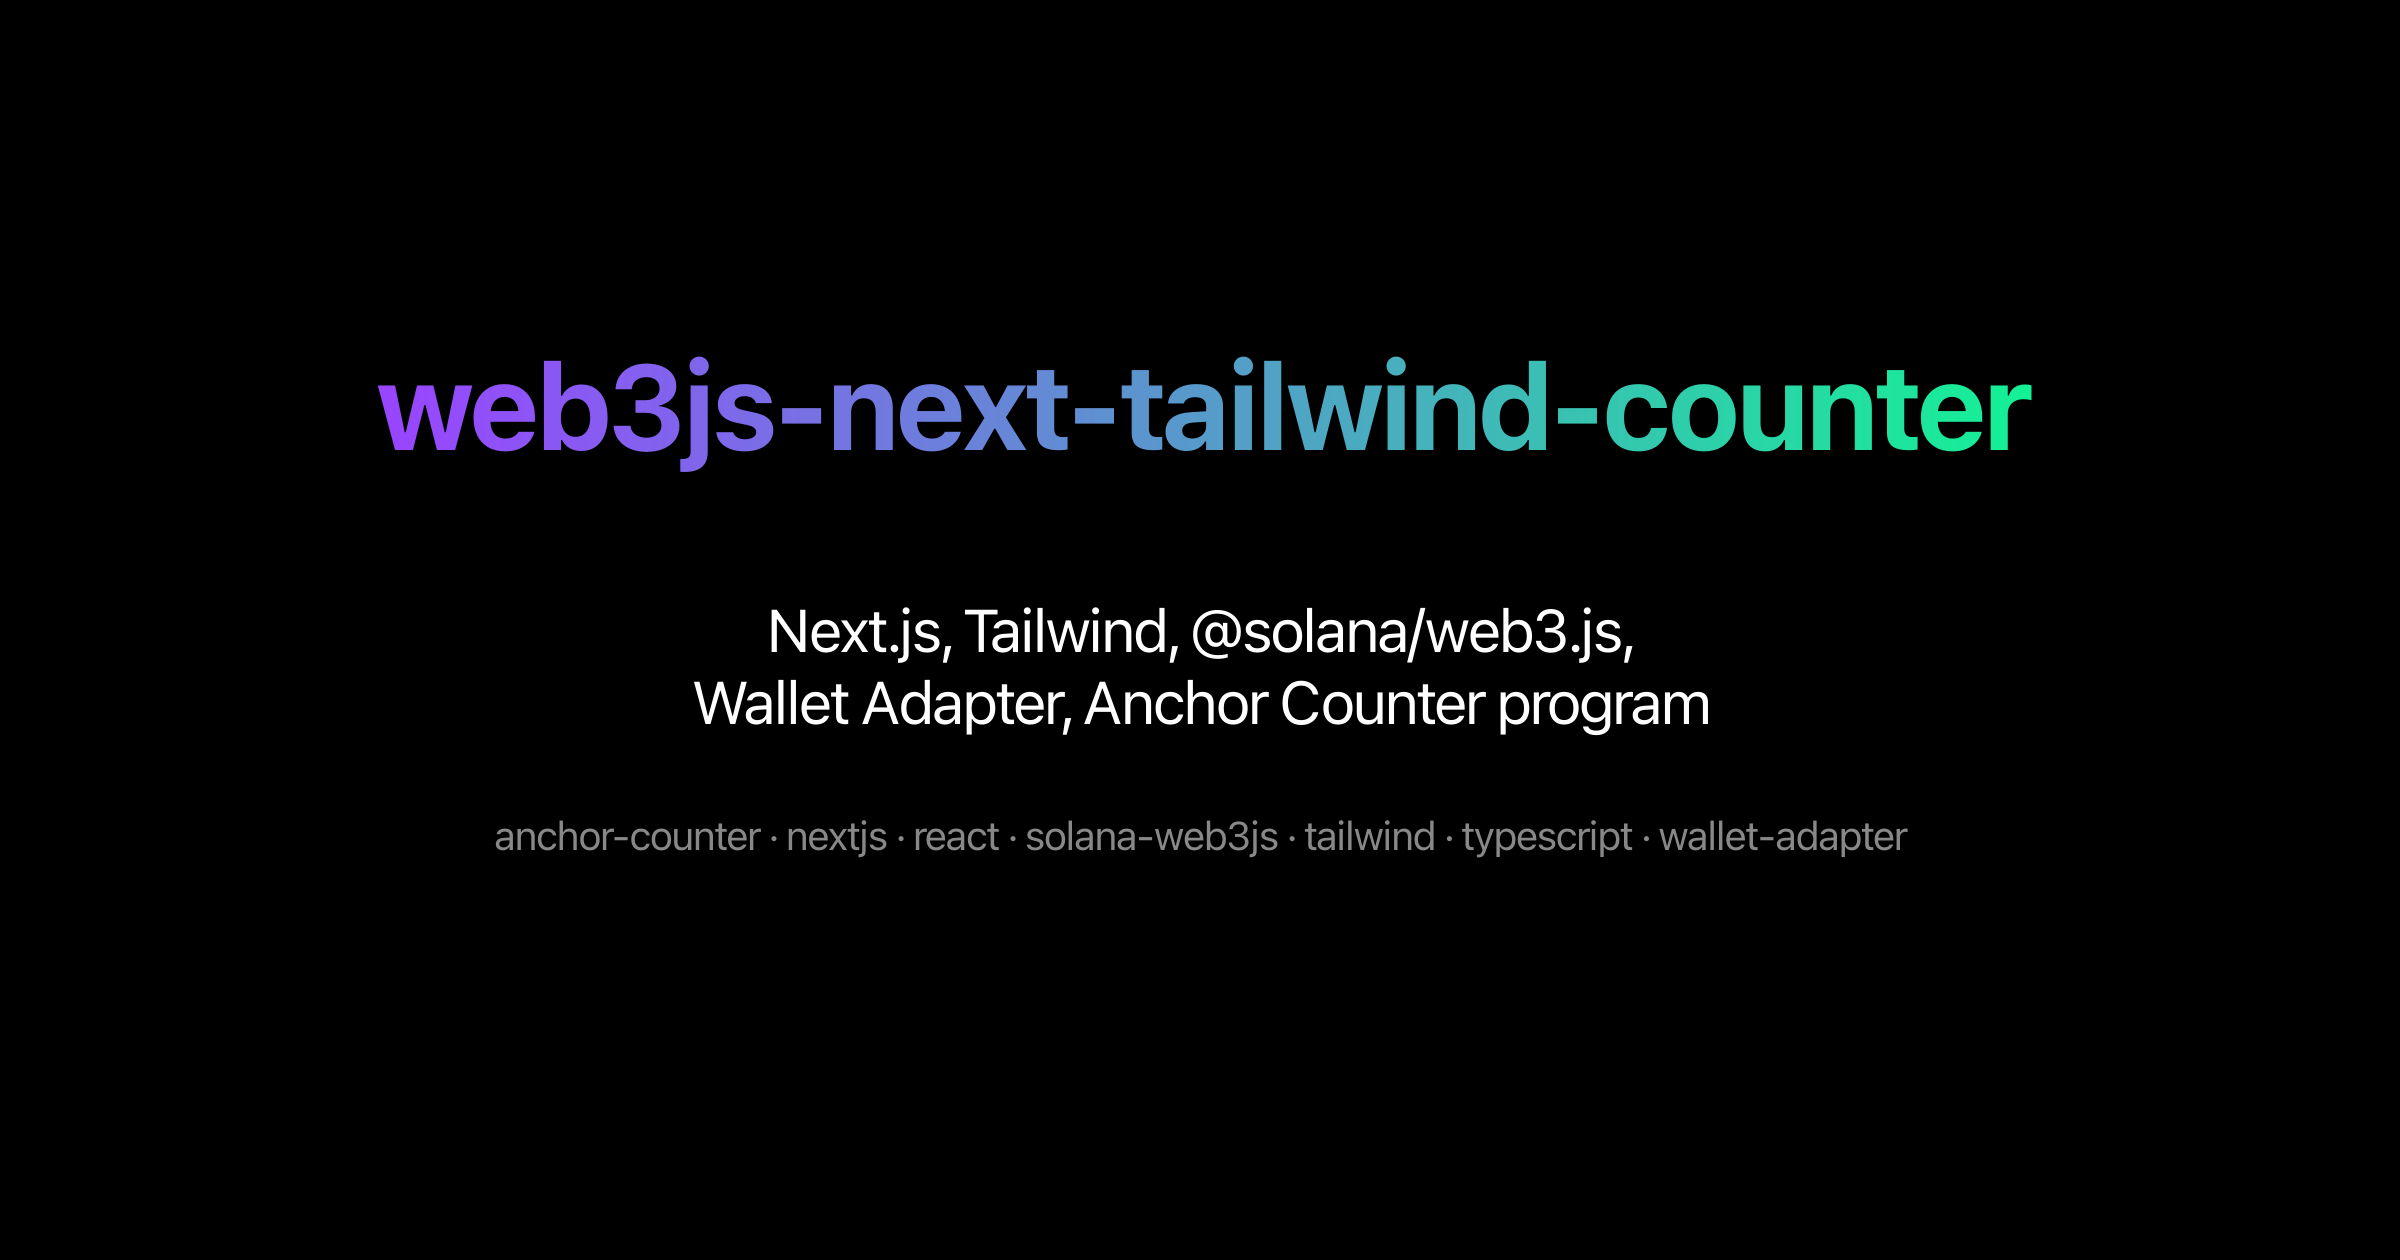 web3js-next-tailwind-counter
Next.js, Tailwind, @solana/web3.js,
Wallet Adapter, Anchor Counter program
anchor-counter · nextjs · react · solana-web3js · tailwind · typescript · wallet-adapter